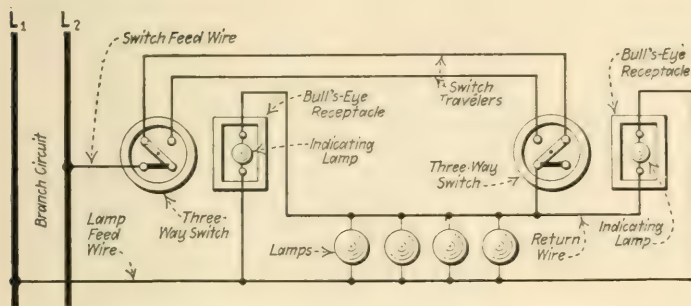 L1 L2
Switch Feed Wire
Bull's-Eye
Receptacle
Switch
Travelers
Bull's-Eye
Receptacle
Indicating
Lamp
Three-Way
Switch
Branch Circuit
Lamp
Feed
Wire
Three-
Way Switch
Lamps
Return
Wire
Indicating
Lamp